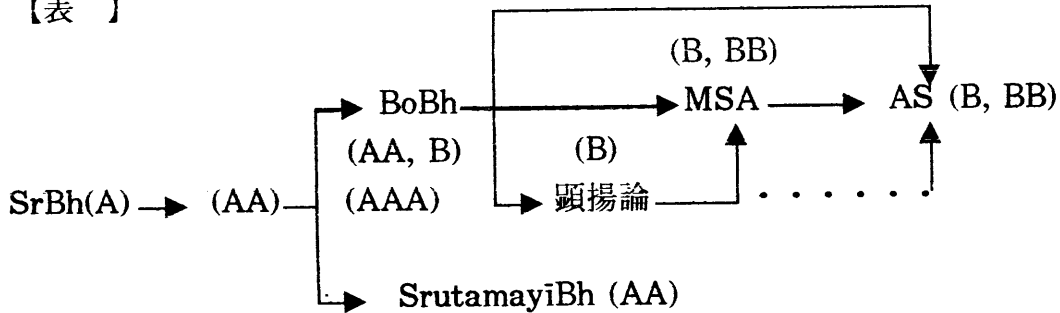 【表 】
(B, BB)
BoBh MSA AS (B, BB)
(AA, B) (B)
SrBh(A) (AA) (AAA) 顕揚論 . . . . . . .
SrutamayīBh (AA)